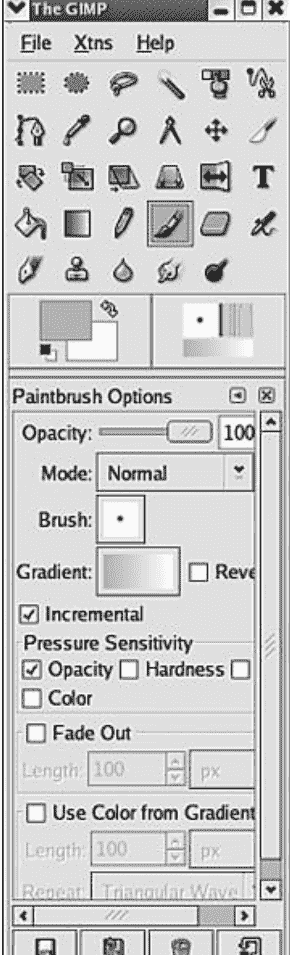 The GIMP
File Xtns Help
T
Paintbrush Options
Opacity: 100
Mode: Normal
Brush:
Gradient: Reve
Incremental
Pressure Sensitivity
Opacity Hardness
Color
Fade Out
Length: 100 px
Use Color from Gradient
Length: 100 px
Repeat: Triangular Wave